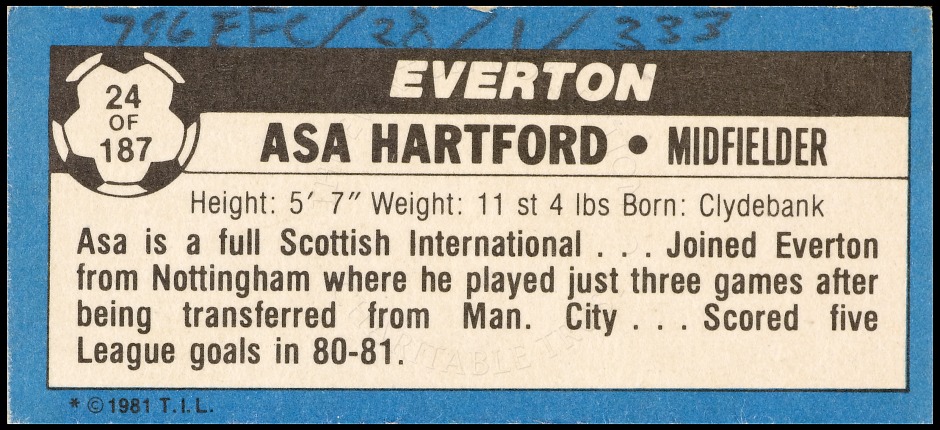 796 EFC/28/1/333
EVERTON
24
OF
187
ASA HARTFORD • MIDFIELDER
Height: 5′ 7″ Weight: 11 st 4 lbs Born: Clydebank
Asa is a full Scottish International . . . Joined Everton
from Nottingham where he played just three games after
being transferred from Man. City . . . Scored five
League goals in 80-81.
* © 1981 T.I.L.